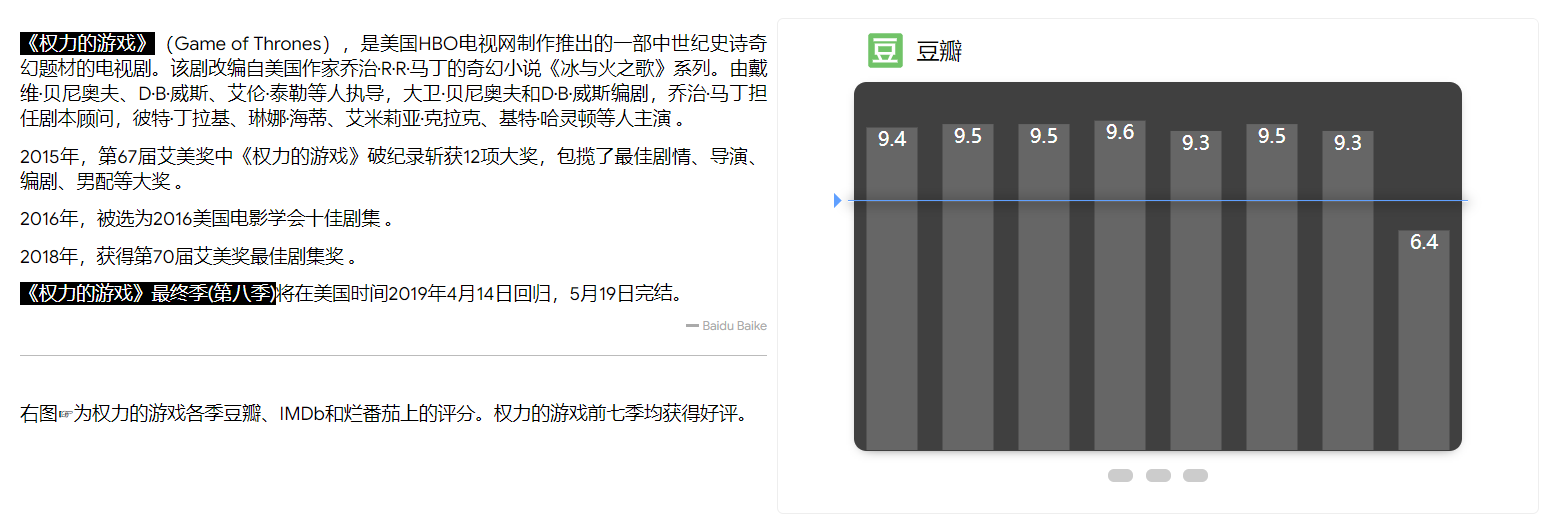 《权力的游戏》（Game of Thrones），是美国HBO电视网制作推出的一部中世纪史诗奇
幻题材的电视剧。该剧改编自美国作家乔治·R·R·马丁的奇幻小说《冰与火之歌》系列。由戴
维·贝尼奥夫、D·B·威斯、艾伦·泰勒等人执导，大卫·贝尼奥夫和D·B·威斯编剧，乔治·马丁担
任剧本顾问，彼特·丁拉基、琳娜·海蒂、艾米莉亚·克拉克、基特·哈灵顿等人主演 。
2015年，第67届艾美奖中《权力的游戏》破纪录斩获12项大奖，包揽了最佳剧情、导演、
编剧、男配等大奖 。
2016年，被选为2016美国电影学会十佳剧集 。
2018年，获得第70届艾美奖最佳剧集奖 。
《权力的游戏》最终季(第八季)将在美国时间2019年4月14日回归，5月19日完结。
— Baidu Baike
右图☞为权力的游戏各季豆瓣、IMDb和烂番茄上的评分。权力的游戏前七季均获得好评。
豆 豆瓣
9.4
9.5
9.5
9.6
9.3
9.5
9.3
6.4